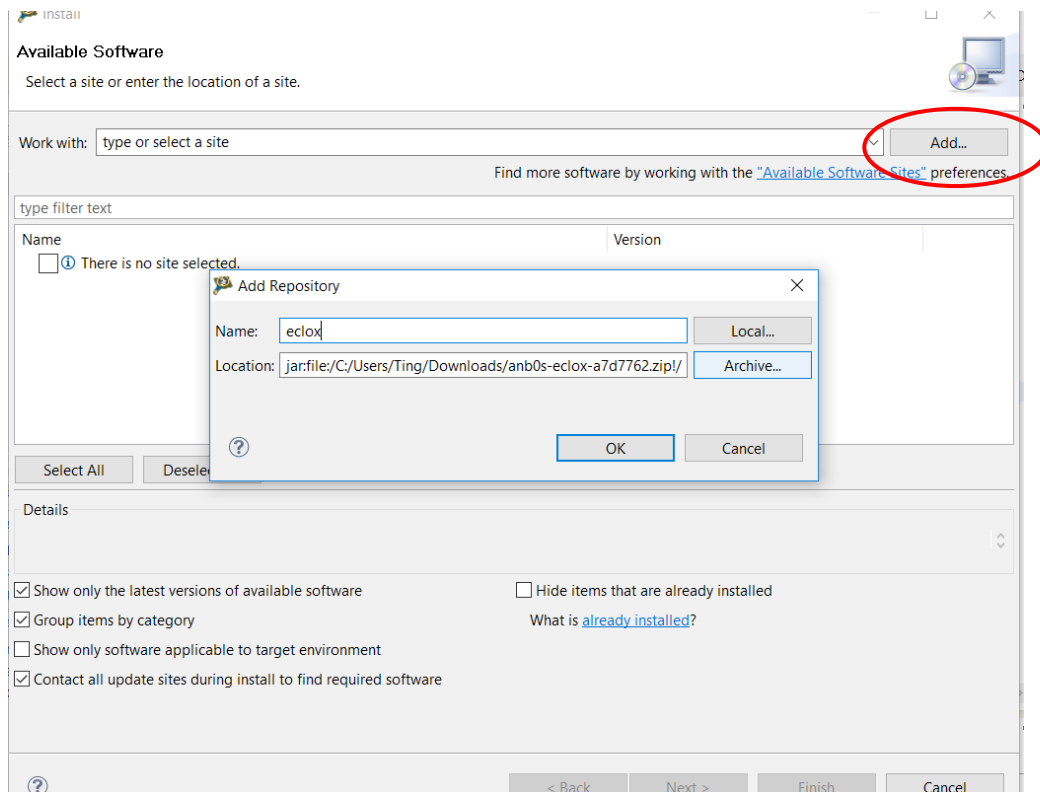 Install
Available Software
Select a site or enter the location of a site.
Work with: type or select a site Add...
Find more software by working with the "Available Software Sites" preferences.
type filter text
Name Version
There is no site selected.
Add Repository
Name: eclox Local...
Location: jar:file:/C:/Users/Ting/Downloads/anb0s-eclox-a7d7762.zip!/ Archive...
OK Cancel
Select All
Details
Show only the latest versions of available software Hide items that are already installed
Group items by category What is already installed?
Show only software applicable to target environment
Contact all update sites during install to find required software
< Back Next > Finish Cancel